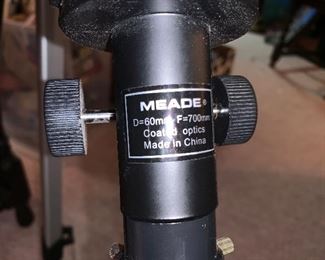 MEADE®
D=60mm F=700mm
Coated optics
Made in China